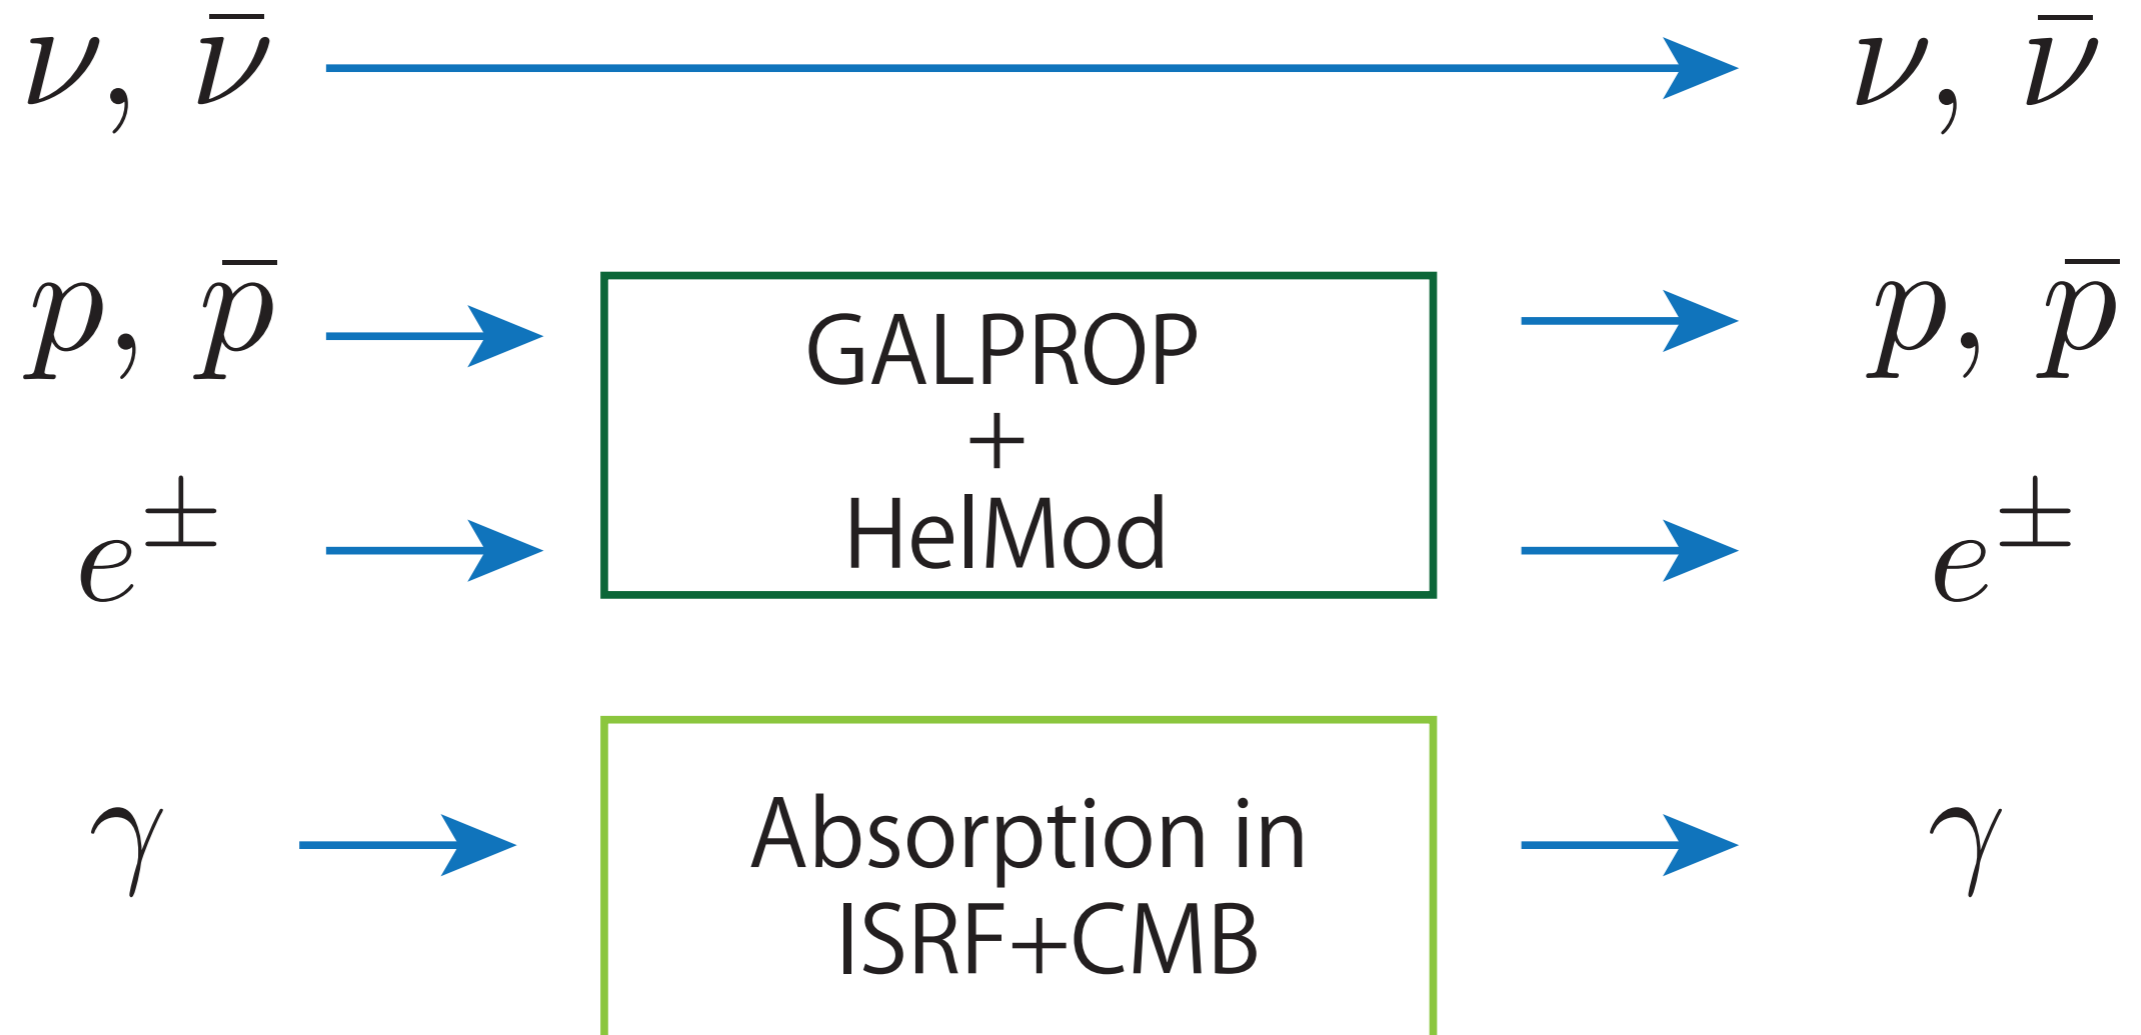 ν, ν̅ ν, ν̅
p, p̅ p, p̅
GALPROP
+
HelMod
e± e±
γ γ
Absorption in
ISRF+CMB